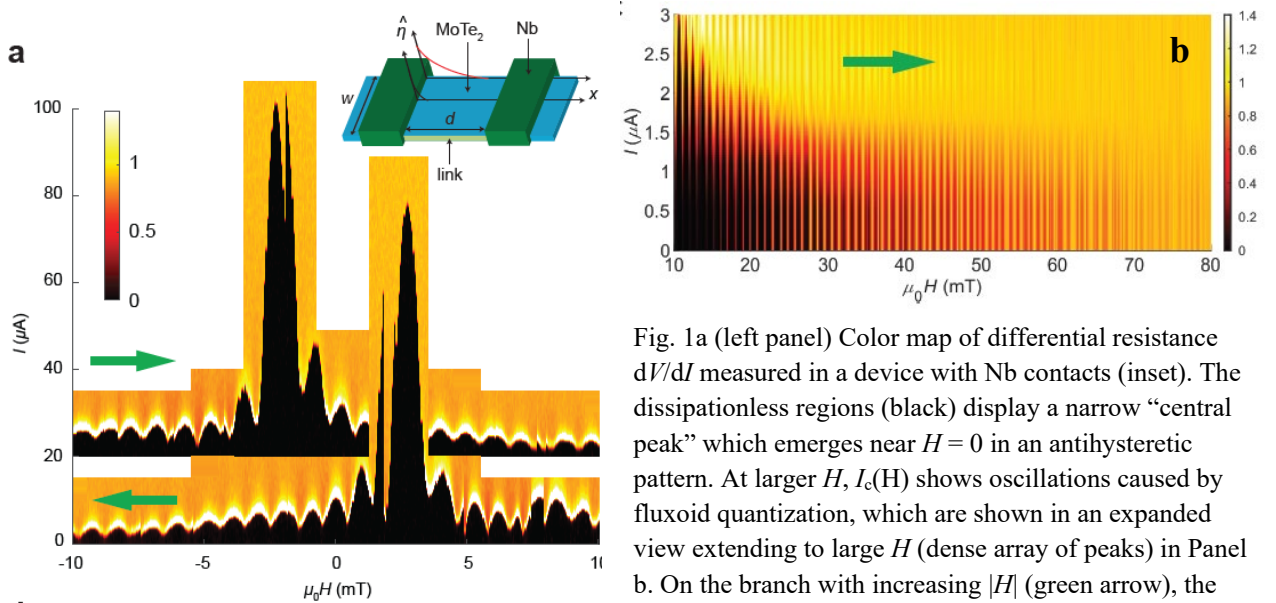 a
η̂
MoTe₂
Nb
w
d
x
link
100
80
60
40
20
0
I (μA)
1
0.5
0
-10
-5
0
5
10
μ₀H (mT)
b
3
2.5
2
1.5
1
0.5
0
I (μA)
10
20
30
40
50
60
70
80
μ₀H (mT)
1.4
1.2
1
0.8
0.6
0.4
0.2
0
Fig. 1a (left panel) Color map of differential resistance
dV/dI measured in a device with Nb contacts (inset). The
dissipationless regions (black) display a narrow “central
peak” which emerges near H = 0 in an antihysteretic
pattern. At larger H, Ic(H) shows oscillations caused by
fluxoid quantization, which are shown in an expanded
view extending to large H (dense array of peaks) in Panel
b. On the branch with increasing |H| (green arrow), the